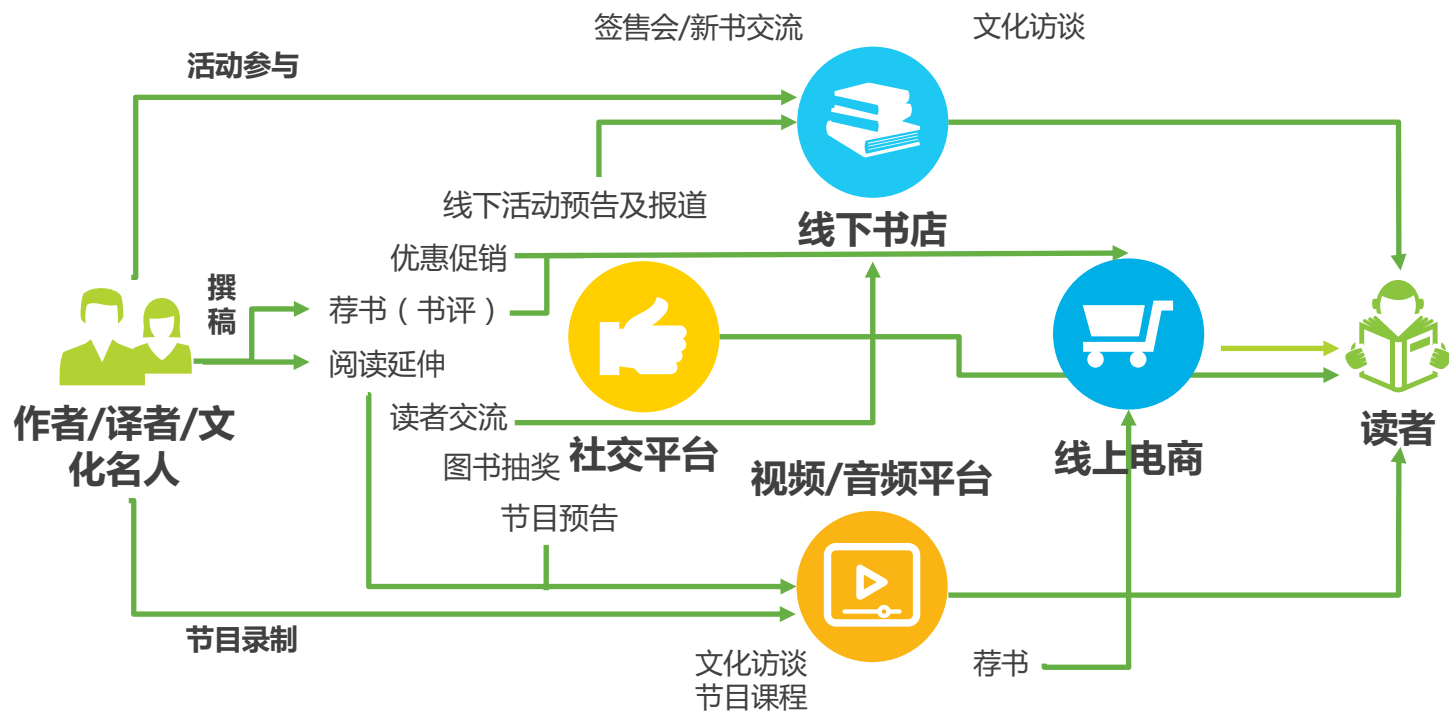 签售会/新书交流
文化访谈
活动参与
线下活动预告及报道
线下书店
优惠促销
撰
稿
荐书（书评）
阅读延伸
作者/译者/文
化名人
读者交流
读者
图书抽奖
社交平台
视频/音频平台
线上电商
节目预告
节目录制
文化访谈
节目课程
荐书